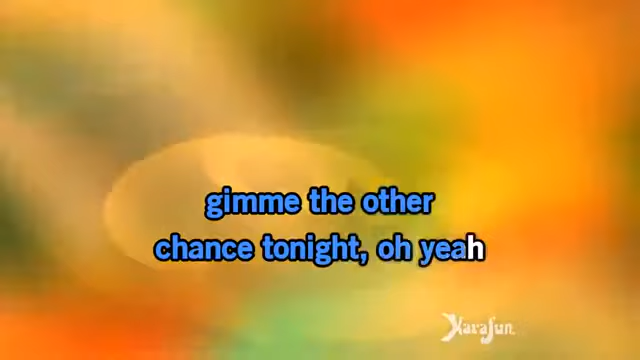 gimme the other
chance tonight, oh yeah
KaraFun